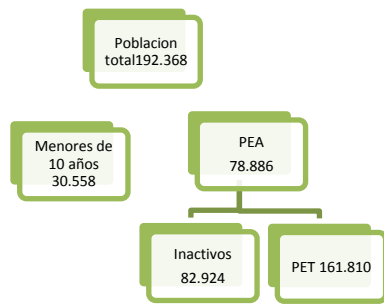 Poblacion
total192.368
Menores de
10 años
30.558
PEA
78.886
Inactivos
82.924
PET 161.810